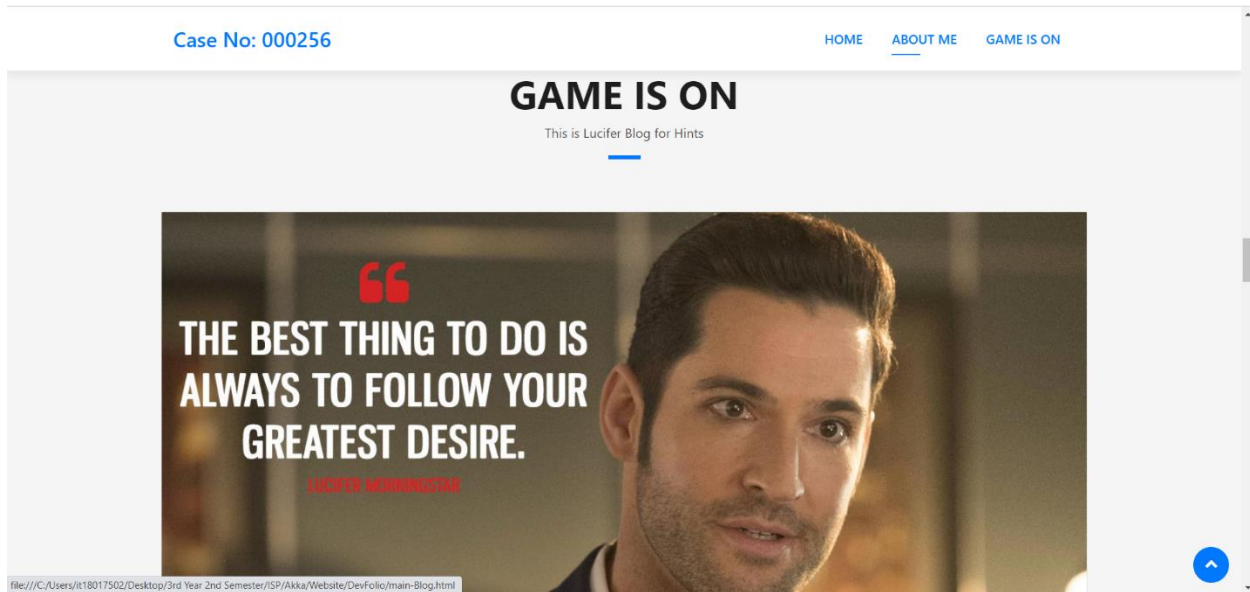 Case No: 000256
HOME ABOUT ME GAME IS ON
GAME IS ON
This is Lucifer Blog for Hints
THE BEST THING TO DO IS
ALWAYS TO FOLLOW YOUR
GREATEST DESIRE.
LUCIFER MORNINGSTAR
file:///C:/Users/it18017502/Desktop/3rd Year 2nd Semester/ISP/Akka/Website/DevFolio/main-Blog.html